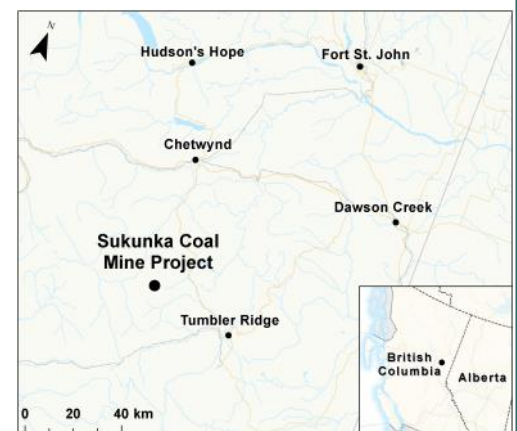 N
Hudson's Hope
Fort St. John
Chetwynd
Dawson Creek
Sukunka Coal
Mine Project
Tumbler Ridge
British
Columbia
Alberta
0 20 40 km